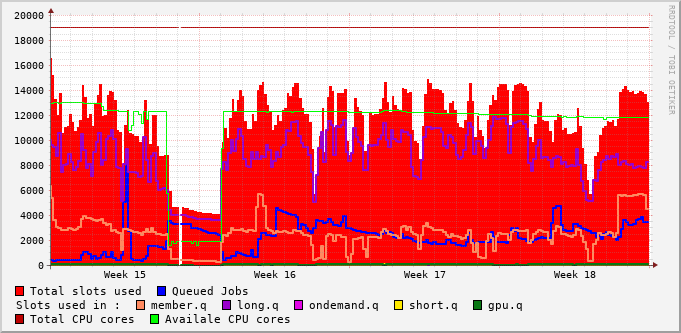 20000
18000
16000
14000
12000
10000
8000
6000
4000
2000
0
Week 15 Week 16 Week 17 Week 18
RRDTOOL / TOBI OETIKER
Total slots used Queued Jobs
Slots used in : member.q long.q ondemand.q short.q gpu.q
Total CPU cores Availale CPU cores